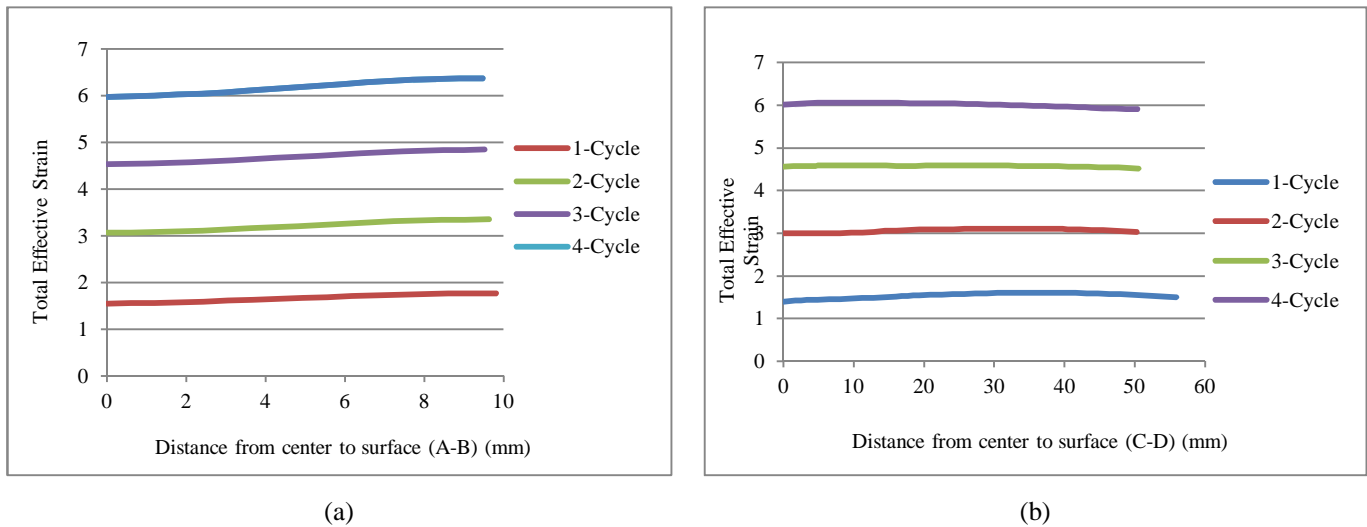 7
6
5
4
3
2
1
0
Total Effective Strain
0 2 4 6 8 10
Distance from center to surface (A-B) (mm)
1-Cycle
2-Cycle
3-Cycle
4-Cycle
(a)
7
6
5
4
3
2
1
0
Total Effective
Strain
0 10 20 30 40 50 60
Distance from center to surface (C-D) (mm)
1-Cycle
2-Cycle
3-Cycle
4-Cycle
(b)